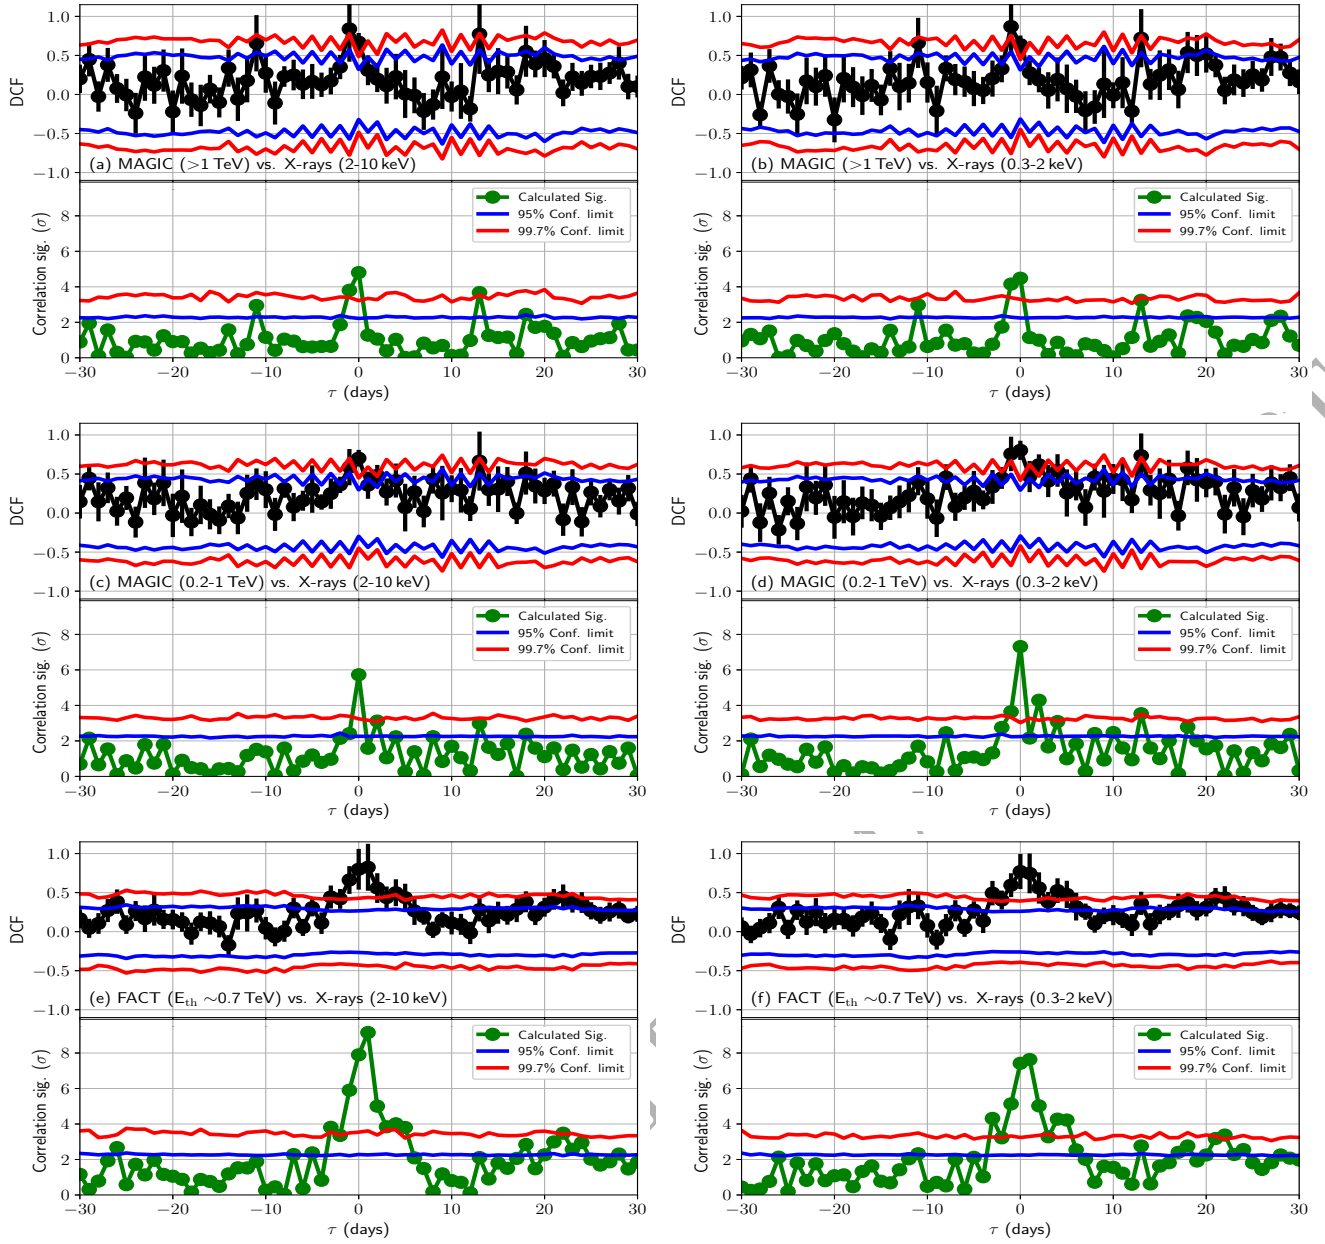 1.0
0.5
0.0
−0.5
−1.0
DCF
(a) MAGIC (>1 TeV) vs. X-rays (2-10 keV)
8
6
4
2
0
Correlation sig. (σ)
Calculated Sig.
95% Conf. limit
99.7% Conf. limit
−30 −20 −10 0 10 20 30
τ (days)
1.0
0.5
0.0
−0.5
−1.0
DCF
(b) MAGIC (>1 TeV) vs. X-rays (0.3-2 keV)
8
6
4
2
0
Correlation sig. (σ)
Calculated Sig.
95% Conf. limit
99.7% Conf. limit
−30 −20 −10 0 10 20 30
τ (days)
1.0
0.5
0.0
−0.5
−1.0
DCF
(c) MAGIC (0.2-1 TeV) vs. X-rays (2-10 keV)
8
6
4
2
0
Correlation sig. (σ)
Calculated Sig.
95% Conf. limit
99.7% Conf. limit
−30 −20 −10 0 10 20 30
τ (days)
1.0
0.5
0.0
−0.5
−1.0
DCF
(d) MAGIC (0.2-1 TeV) vs. X-rays (0.3-2 keV)
8
6
4
2
0
Correlation sig. (σ)
Calculated Sig.
95% Conf. limit
99.7% Conf. limit
−30 −20 −10 0 10 20 30
τ (days)
1.0
0.5
0.0
−0.5
−1.0
DCF
(e) FACT (Eth ∼0.7 TeV) vs. X-rays (2-10 keV)
8
6
4
2
0
Correlation sig. (σ)
Calculated Sig.
95% Conf. limit
99.7% Conf. limit
−30 −20 −10 0 10 20 30
τ (days)
1.0
0.5
0.0
−0.5
−1.0
DCF
(f) FACT (Eth ∼0.7 TeV) vs. X-rays (0.3-2 keV)
8
6
4
2
0
Correlation sig. (σ)
Calculated Sig.
95% Conf. limit
99.7% Conf. limit
−30 −20 −10 0 10 20 30
τ (days)